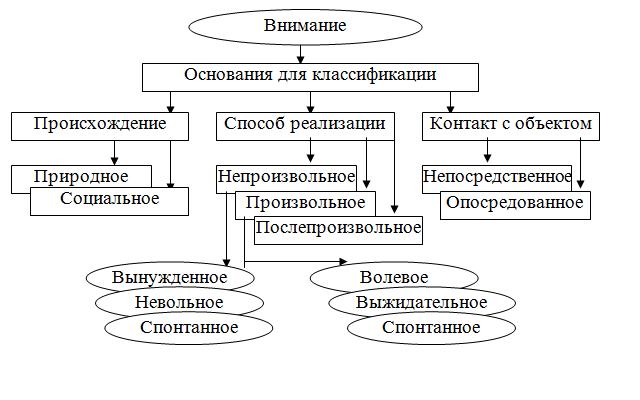 Внимание
Основания для классификации
Происхождение
Способ реализации
Контакт с объектом
Природное
Социальное
Непроизвольное
Произвольное
Послепроизвольное
Непосредственное
Опосредованное
Вынужденное
Невольное
Спонтанное
Волевое
Выжидательное
Спонтанное